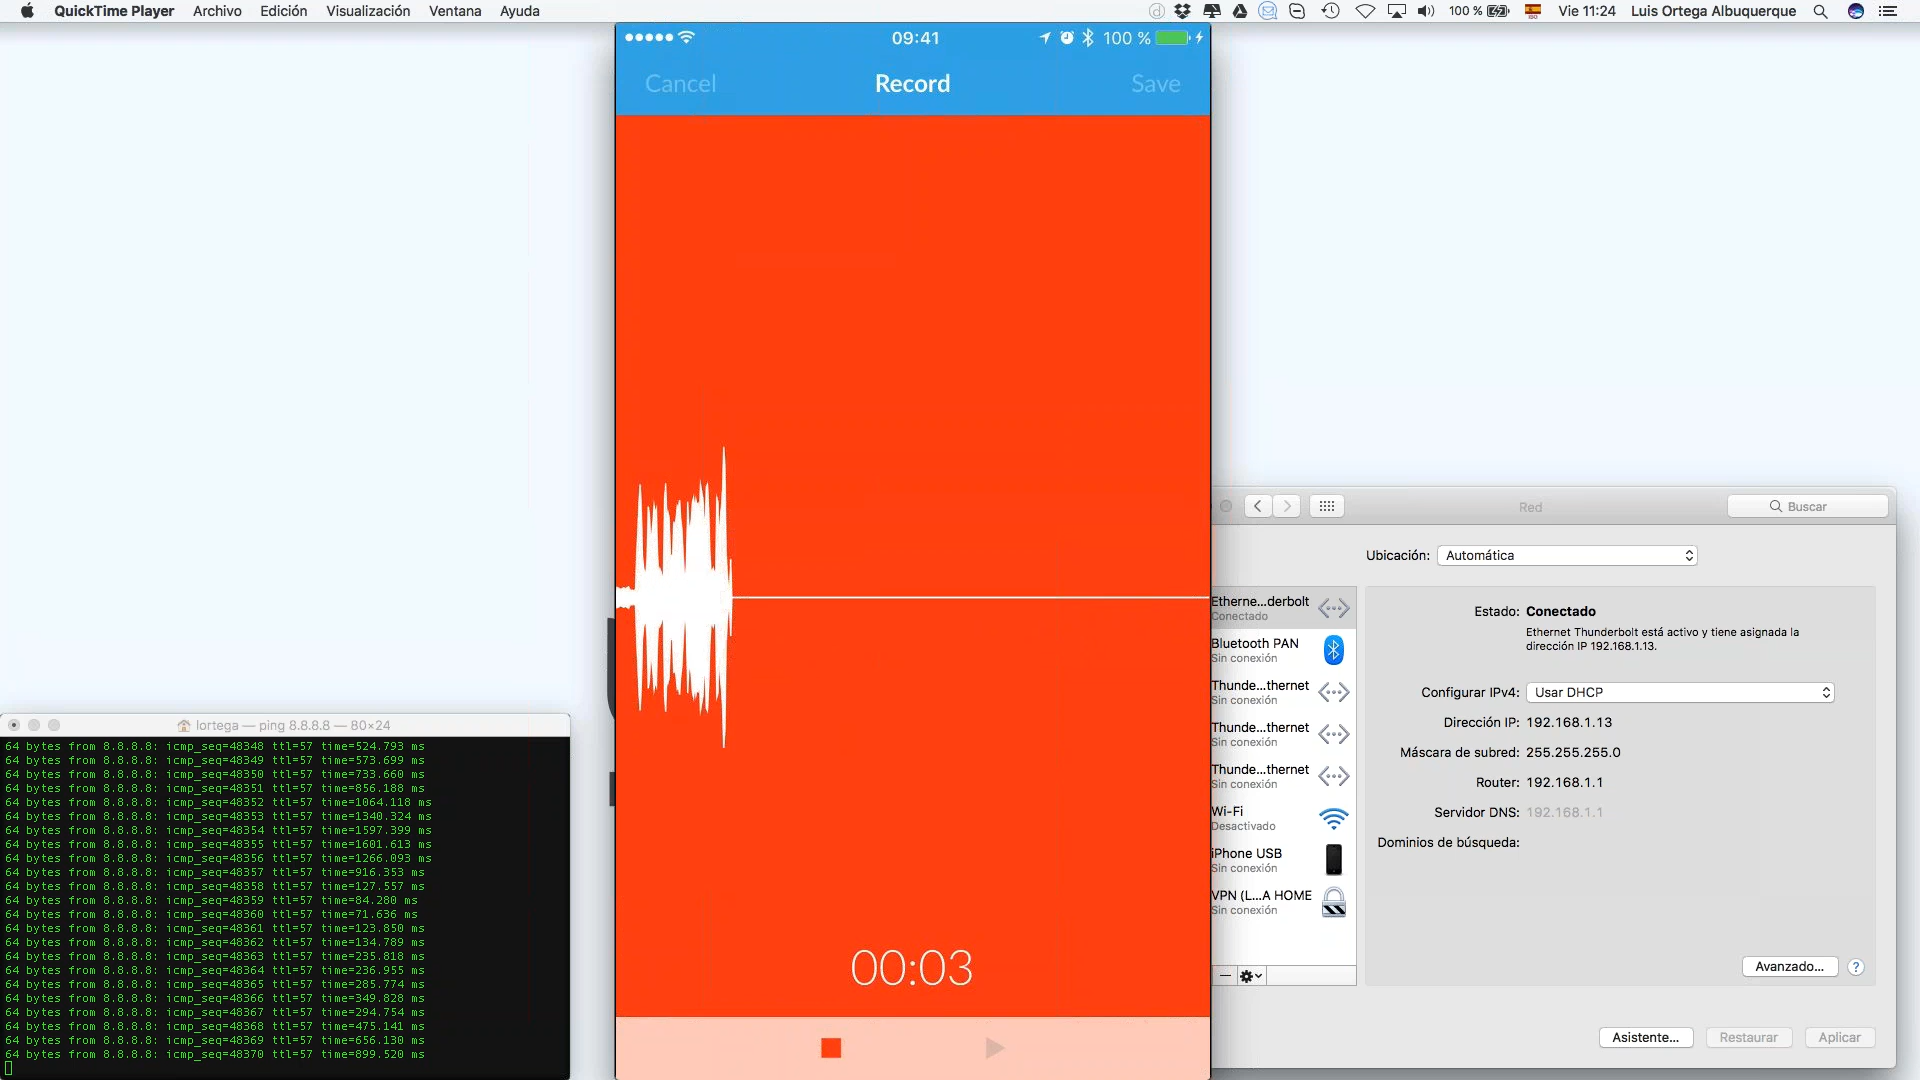 QuickTime Player Archivo Edición Visualización Ventana Ayuda 100 % ISO Vie 11:24 Luis Ortega Albuquerque
09:41 100 %
Cancel Record Save
00:03
lortega — ping 8.8.8.8 — 80×24
64 bytes from 8.8.8.8: icmp_seq=48348 ttl=57 time=524.793 ms
64 bytes from 8.8.8.8: icmp_seq=48349 ttl=57 time=573.699 ms
64 bytes from 8.8.8.8: icmp_seq=48350 ttl=57 time=733.660 ms
64 bytes from 8.8.8.8: icmp_seq=48351 ttl=57 time=856.188 ms
64 bytes from 8.8.8.8: icmp_seq=48352 ttl=57 time=1064.118 ms
64 bytes from 8.8.8.8: icmp_seq=48353 ttl=57 time=1340.324 ms
64 bytes from 8.8.8.8: icmp_seq=48354 ttl=57 time=1597.399 ms
64 bytes from 8.8.8.8: icmp_seq=48355 ttl=57 time=1601.613 ms
64 bytes from 8.8.8.8: icmp_seq=48356 ttl=57 time=1266.093 ms
64 bytes from 8.8.8.8: icmp_seq=48357 ttl=57 time=916.353 ms
64 bytes from 8.8.8.8: icmp_seq=48358 ttl=57 time=127.557 ms
64 bytes from 8.8.8.8: icmp_seq=48359 ttl=57 time=84.280 ms
64 bytes from 8.8.8.8: icmp_seq=48360 ttl=57 time=71.636 ms
64 bytes from 8.8.8.8: icmp_seq=48361 ttl=57 time=123.850 ms
64 bytes from 8.8.8.8: icmp_seq=48362 ttl=57 time=134.789 ms
64 bytes from 8.8.8.8: icmp_seq=48363 ttl=57 time=235.818 ms
64 bytes from 8.8.8.8: icmp_seq=48364 ttl=57 time=236.955 ms
64 bytes from 8.8.8.8: icmp_seq=48365 ttl=57 time=285.774 ms
64 bytes from 8.8.8.8: icmp_seq=48366 ttl=57 time=349.828 ms
64 bytes from 8.8.8.8: icmp_seq=48367 ttl=57 time=294.754 ms
64 bytes from 8.8.8.8: icmp_seq=48368 ttl=57 time=475.141 ms
64 bytes from 8.8.8.8: icmp_seq=48369 ttl=57 time=656.130 ms
64 bytes from 8.8.8.8: icmp_seq=48370 ttl=57 time=899.520 ms
Red Buscar
Ubicación: Automática
Etherne...derbolt
Conectado
Bluetooth PAN
Sin conexión
Thunde...thernet
Sin conexión
Thunde...thernet
Sin conexión
Thunde...thernet
Sin conexión
Wi-Fi
Desactivado
iPhone USB
Sin conexión
VPN (L...A HOME
Sin conexión
Estado: Conectado
Ethernet Thunderbolt está activo y tiene asignada la
dirección IP 192.168.1.13.
Configurar IPv4: Usar DHCP
Dirección IP: 192.168.1.13
Máscara de subred: 255.255.255.0
Router: 192.168.1.1
Servidor DNS: 192.168.1.1
Dominios de búsqueda:
Avanzado... ?
Asistente... Restaurar Aplicar